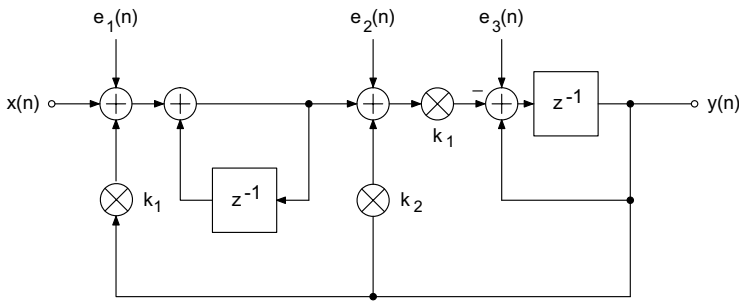 e1(n)
e2(n)
e3(n)
x(n)
+
+
+
−
+
z-1
y(n)
k1
k1
z-1
k2